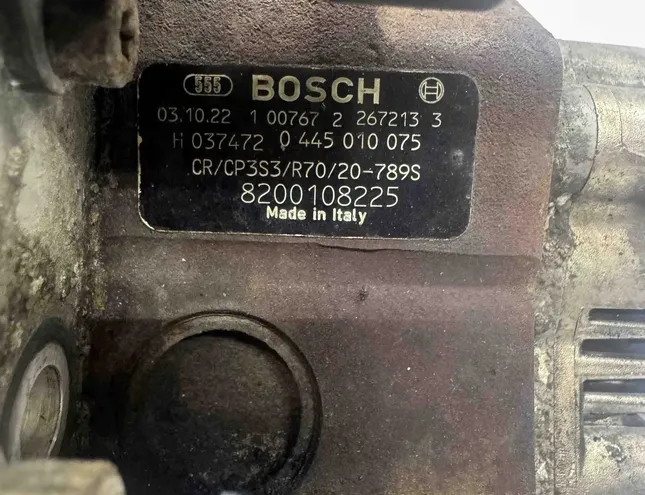 555 BOSCH
03.10.22 1 00767 2 267213 3
H 037472 0 445 010 075
CR/CP3S3/R70/20-789S
8200108225
Made in Italy